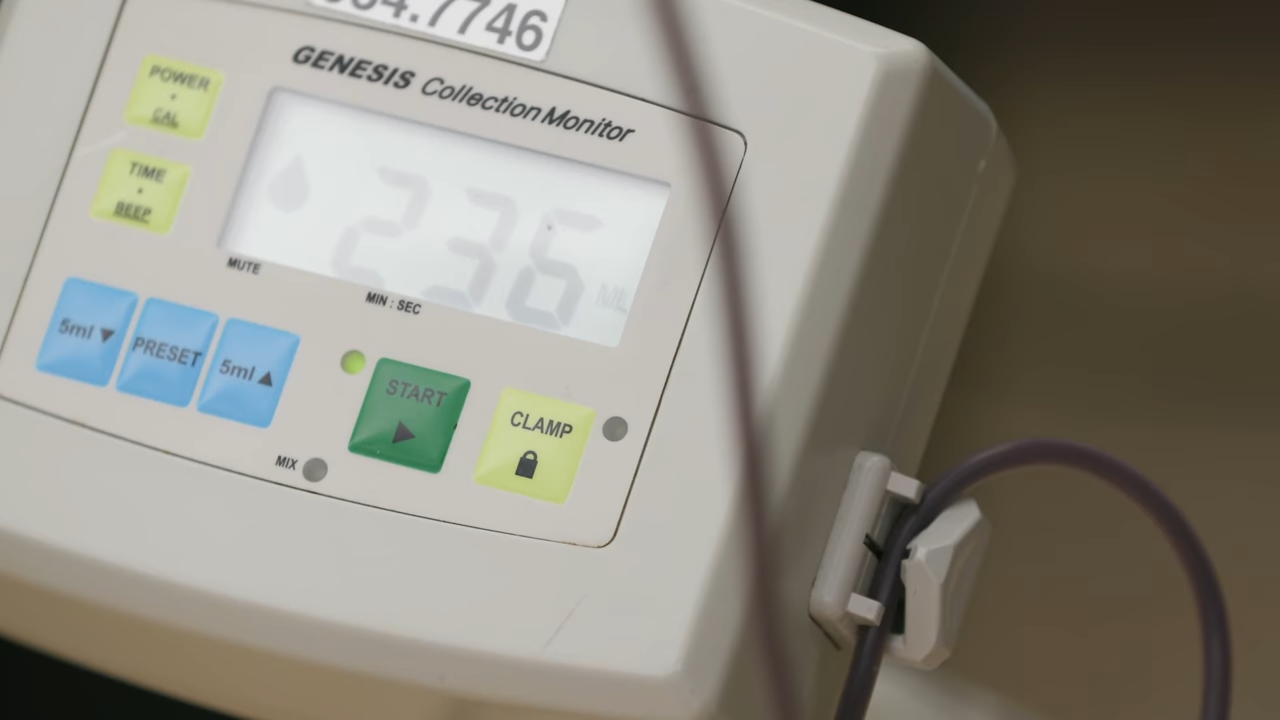 .7746
GENESIS Collection Monitor
POWER
CAL
TIME
BEEP
236 ML
MUTE
MIN : SEC
5ml ▼
PRESET
5ml ▲
START
CLAMP
MIX